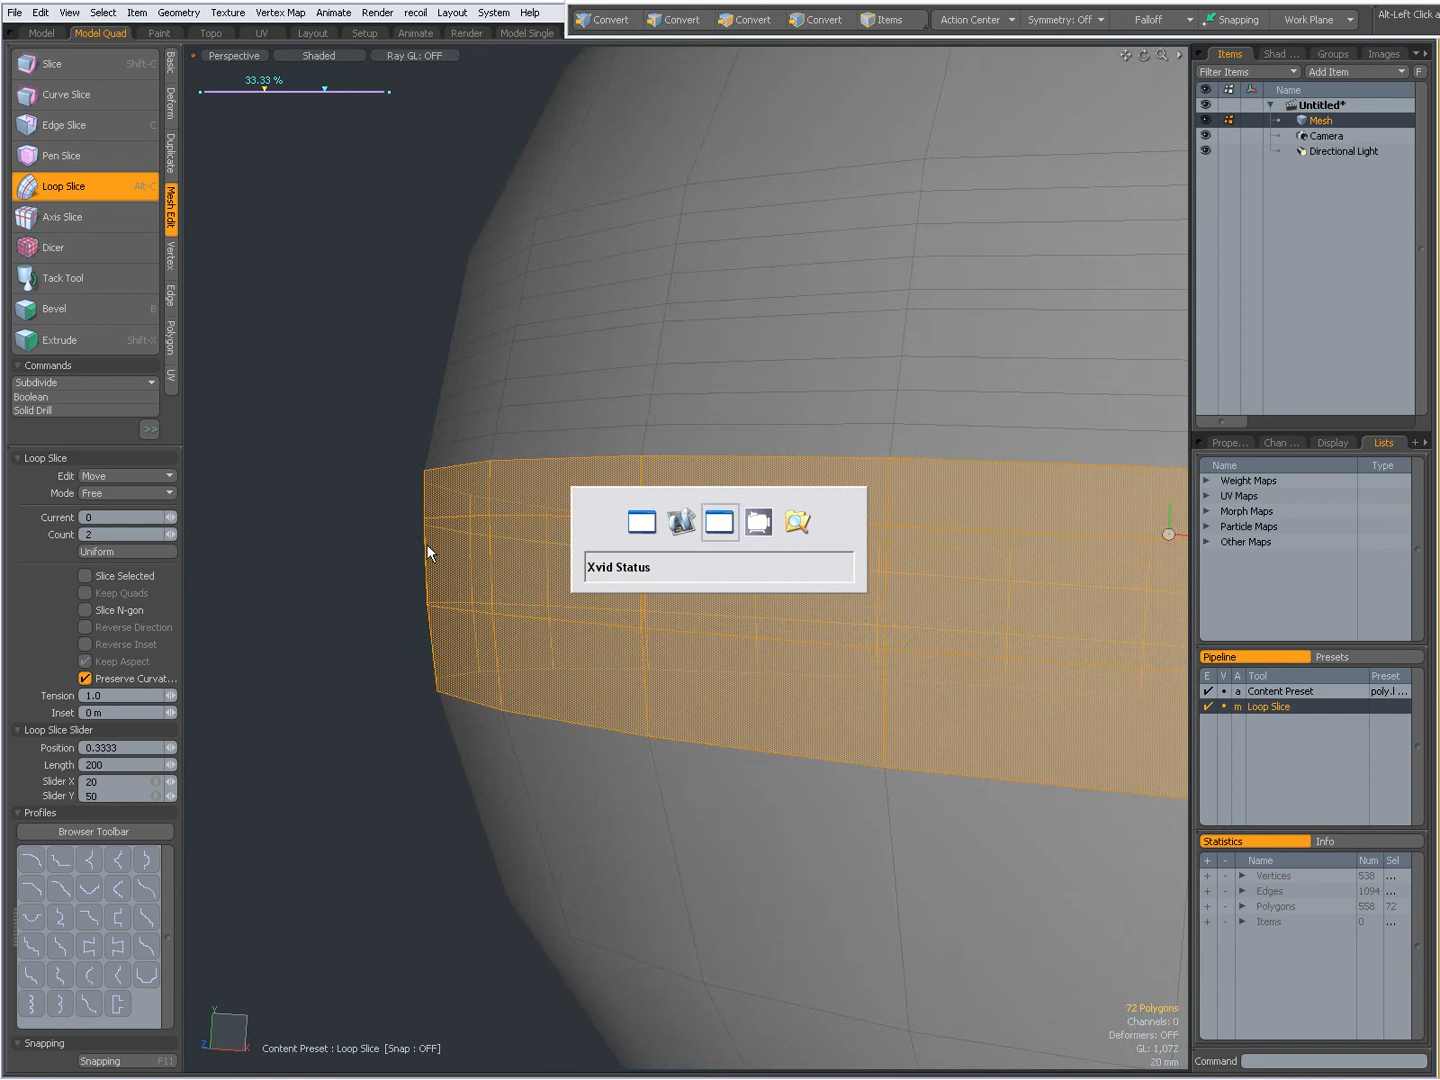 File Edit View Select Item Geometry Texture Vertex Map Animate Render recoil Layout System Help
Convert Convert Convert Convert Items Action Center Symmetry: Off Falloff Snapping Work Plane Alt-Left Click a
Model Model Quad Paint Topo UV Layout Setup Animate Render Model Single
Slice Shift-C
Curve Slice
Edge Slice C
Pen Slice
Loop Slice Alt-C
Axis Slice
Dicer
Tack Tool
Bevel B
Extrude Shift-X
Commands
Subdivide
Boolean
Solid Drill
>>
Basic
Deform
Duplicate
Mesh Edit
Vertex
Edge
Polygon
UV
Loop Slice
Edit Move
Mode Free
Current 0
Count 2
Uniform
Slice Selected
Keep Quads
Slice N-gon
Reverse Direction
Reverse Inset
Keep Aspect
Preserve Curvat...
Tension 1.0
Inset 0 m
Loop Slice Slider
Position 0.3333
Length 200
Slider X 20
Slider Y 50
Profiles
Browser Toolbar
Snapping
Snapping F11
Perspective Shaded Ray GL: OFF
33.33 %
Xvid Status
Y
Z
X
Content Preset : Loop Slice [Snap : OFF]
72 Polygons
Channels: 0
Deformers: OFF
GL: 1,072
20 mm
Items Shad ... Groups Images
Filter Items Add Item F
Name
Untitled*
Mesh
Camera
Directional Light
Prope... Chan ... Display Lists +
Name Type
Weight Maps
UV Maps
Morph Maps
Particle Maps
Other Maps
Pipeline Presets
E V A Tool Preset
a Content Preset poly.l ...
m Loop Slice
Statistics Info
+ - Name Num Sel
+ - Vertices 538 ...
+ - Edges 1094 ...
+ - Polygons 558 72
+ - Items 0 ...
Command